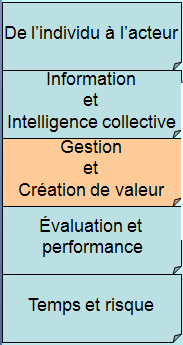 De l'individu à l'acteur
Information
et
Intelligence collective
Gestion
et
Création de valeur
Évaluation et
performance
Temps et risque